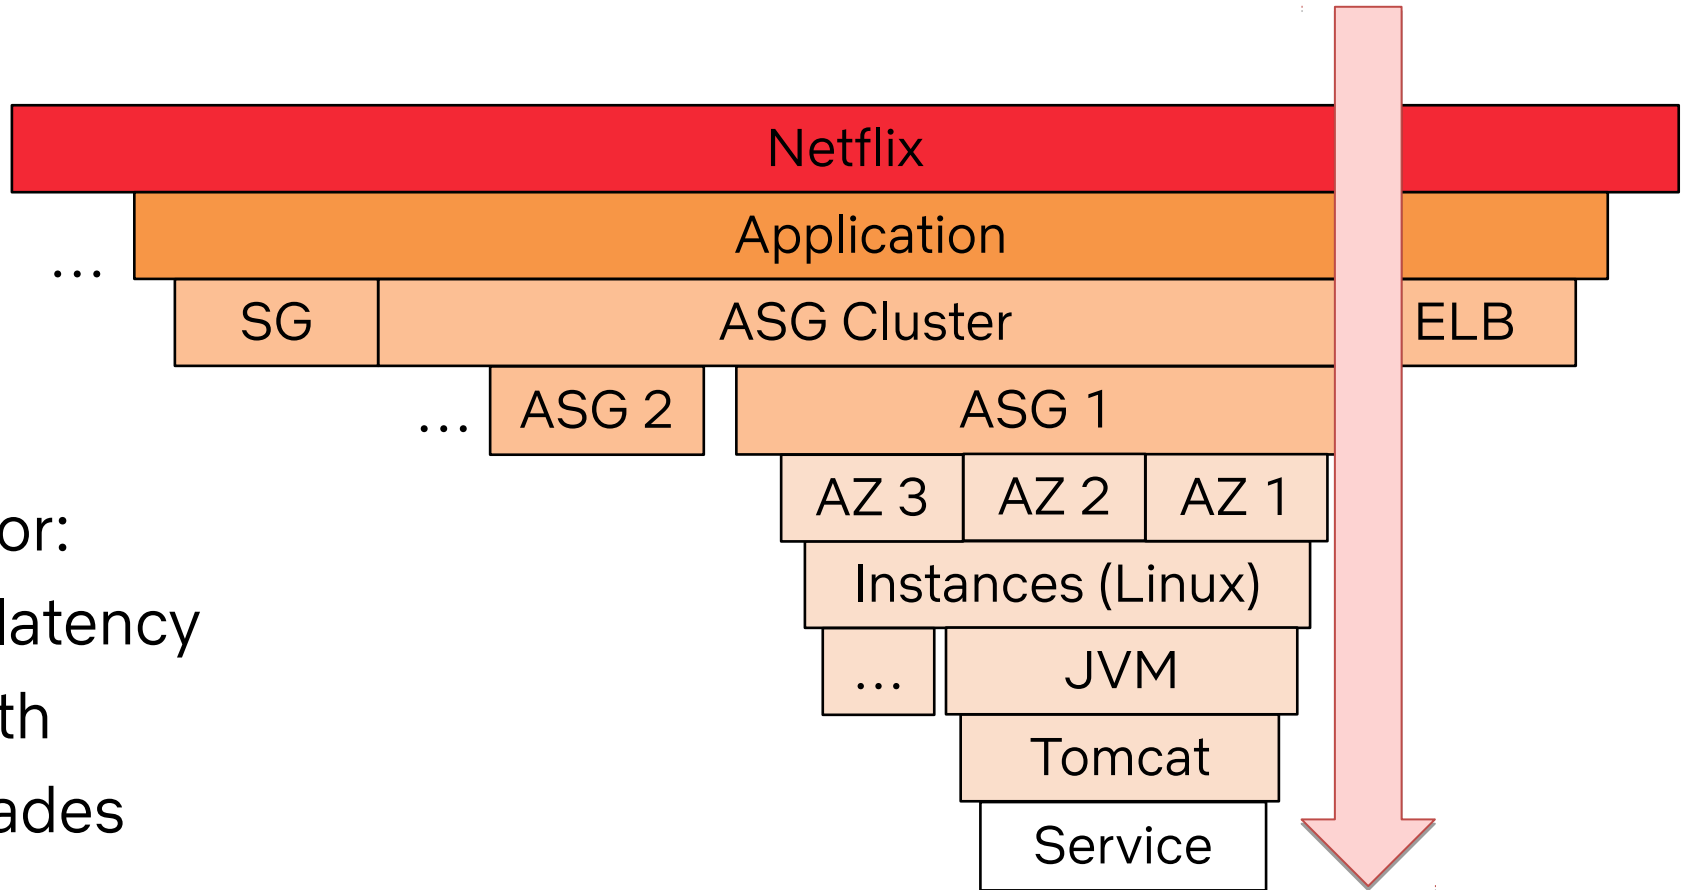 Netflix
Application
...
SG ASG Cluster ELB
... ASG 2 ASG 1
AZ 3 AZ 2 AZ 1
or:
Instances (Linux)
latency
... JVM
th
Tomcat
ades
Service